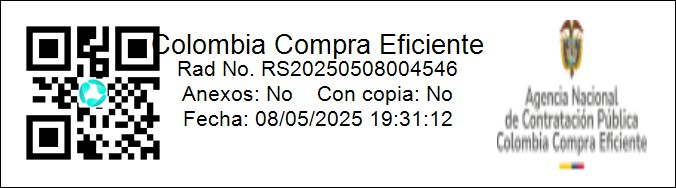 Colombia Compra Eficiente
Rad No. RS20250508004546
Anexos: No    Con copia: No
Fecha: 08/05/2025 19:31:12
Agencia Nacional
de Contratación Pública
Colombia Compra Eficiente